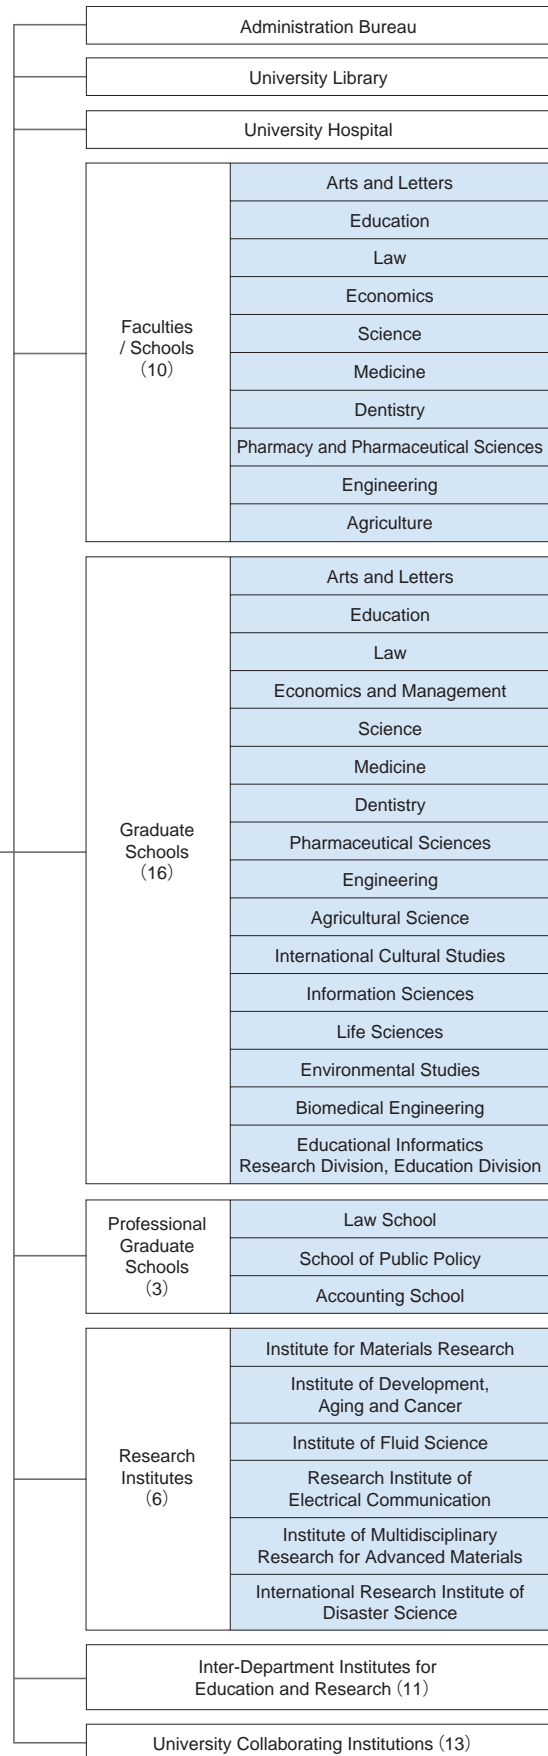 Administration Bureau
University Library
University Hospital
Faculties
/ Schools
（10）
Arts and Letters
Education
Law
Economics
Science
Medicine
Dentistry
Pharmacy and Pharmaceutical Sciences
Engineering
Agriculture
Graduate
Schools
（16）
Arts and Letters
Education
Law
Economics and Management
Science
Medicine
Dentistry
Pharmaceutical Sciences
Engineering
Agricultural Science
International Cultural Studies
Information Sciences
Life Sciences
Environmental Studies
Biomedical Engineering
Educational Informatics
Research Division, Education Division
Professional
Graduate
Schools
（3）
Law School
School of Public Policy
Accounting School
Research
Institutes
（6）
Institute for Materials Research
Institute of Development,
Aging and Cancer
Institute of Fluid Science
Research Institute of
Electrical Communication
Institute of Multidisciplinary
Research for Advanced Materials
International Research Institute of
Disaster Science
Inter-Department Institutes for
Education and Research（11）
University Collaborating Institutions（13）